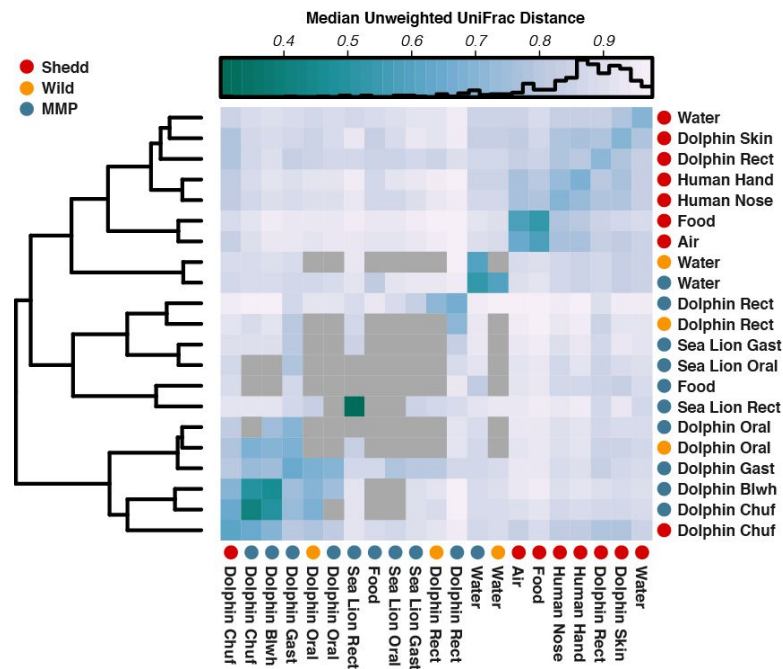 Median Unweighted UniFrac Distance
0.4 0.5 0.6 0.7 0.8 0.9
Shedd
Wild
MMP
Water
Dolphin Skin
Dolphin Rect
Human Hand
Human Nose
Food
Air
Water
Water
Dolphin Rect
Dolphin Rect
Sea Lion Gast
Sea Lion Oral
Food
Sea Lion Rect
Dolphin Oral
Dolphin Oral
Dolphin Gast
Dolphin Blwh
Dolphin Chuf
Dolphin Chuf
Dolphin Chuf
Dolphin Chuf
Dolphin Blwh
Dolphin Gast
Dolphin Oral
Dolphin Oral
Sea Lion Rect
Food
Sea Lion Oral
Sea Lion Gast
Dolphin Rect
Dolphin Rect
Water
Water
Air
Food
Human Nose
Human Hand
Dolphin Rect
Dolphin Skin
Water